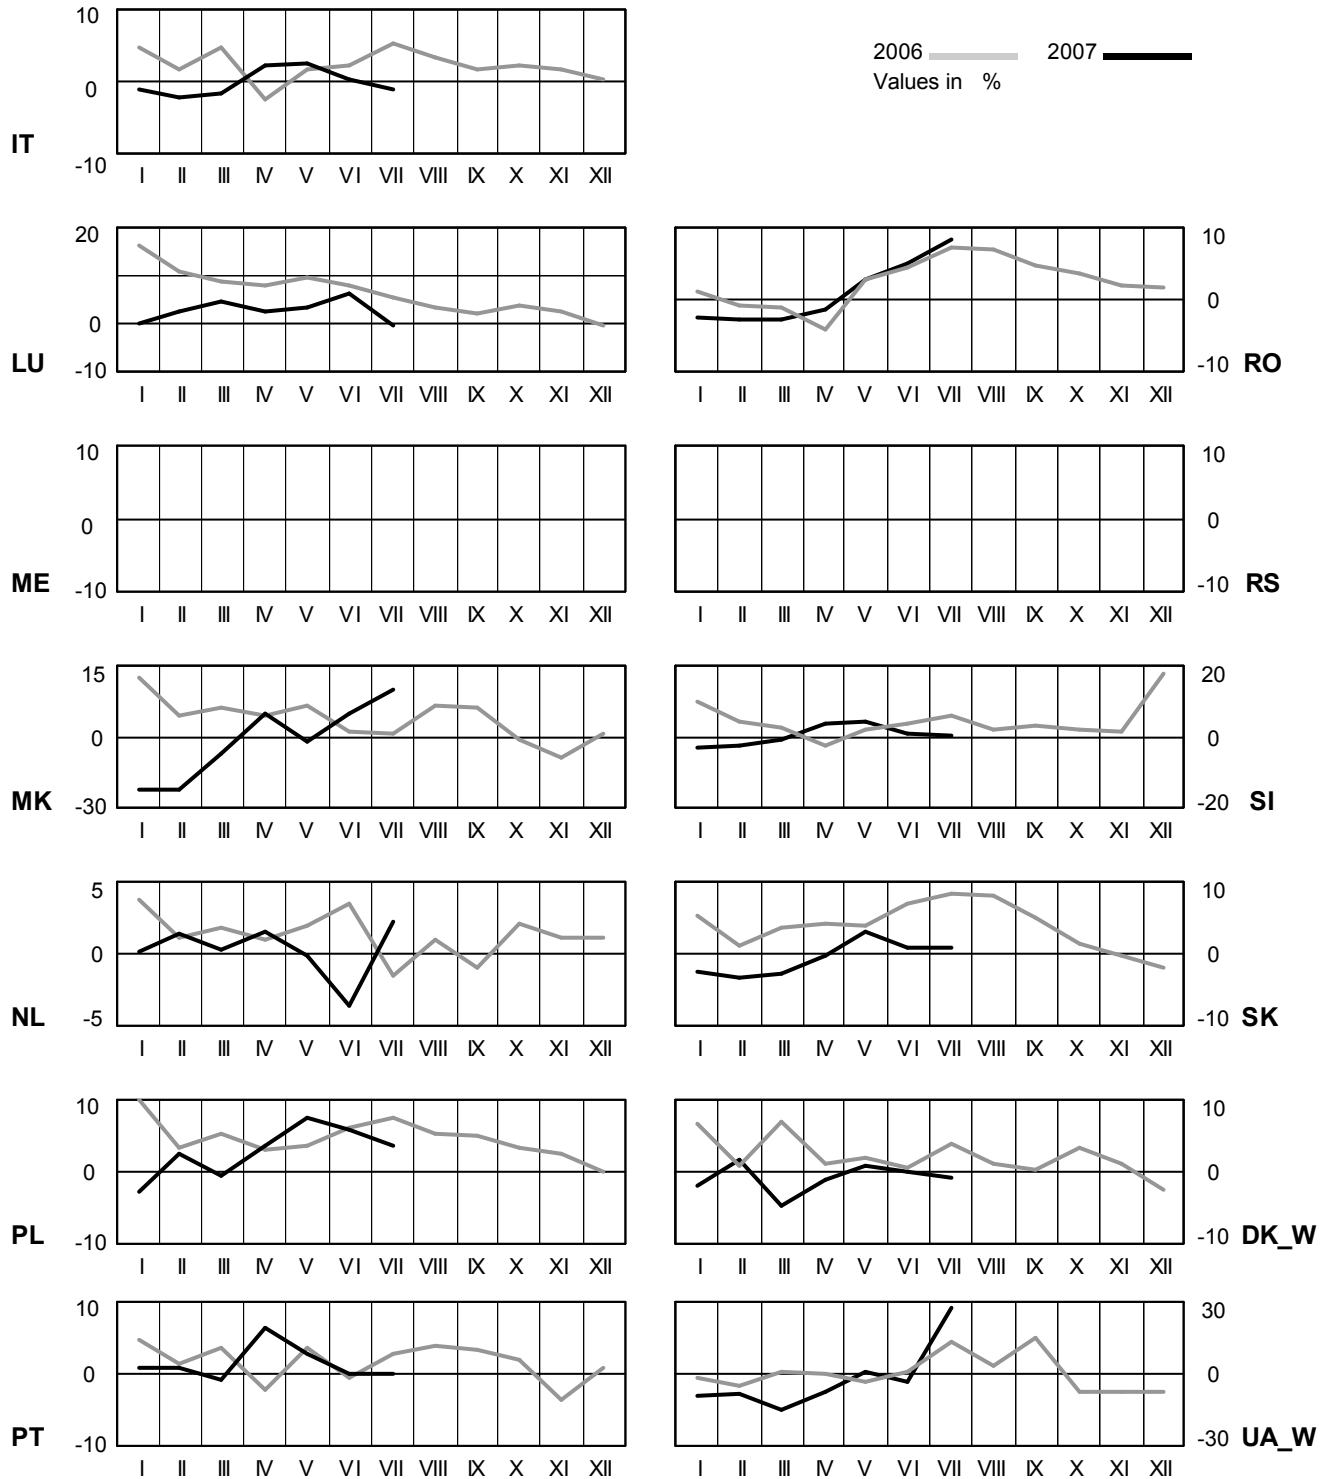 10
0
IT
-10
I II III IV V VI VII VIII IX X XI XII
2006 2007
Values in %
20
0
LU
-10
I II III IV V VI VII VIII IX X XI XII
10
0
-10 RO
I II III IV V VI VII VIII IX X XI XII
10
0
ME
-10
I II III IV V VI VII VIII IX X XI XII
10
0
-10 RS
I II III IV V VI VII VIII IX X XI XII
15
0
MK
-30
I II III IV V VI VII VIII IX X XI XII
20
0
-20 SI
I II III IV V VI VII VIII IX X XI XII
5
0
NL
-5
I II III IV V VI VII VIII IX X XI XII
10
0
-10 SK
I II III IV V VI VII VIII IX X XI XII
10
0
PL
-10
I II III IV V VI VII VIII IX X XI XII
10
0
-10 DK_W
I II III IV V VI VII VIII IX X XI XII
10
0
PT
-10
I II III IV V VI VII VIII IX X XI XII
30
0
-30 UA_W
I II III IV V VI VII VIII IX X XI XII